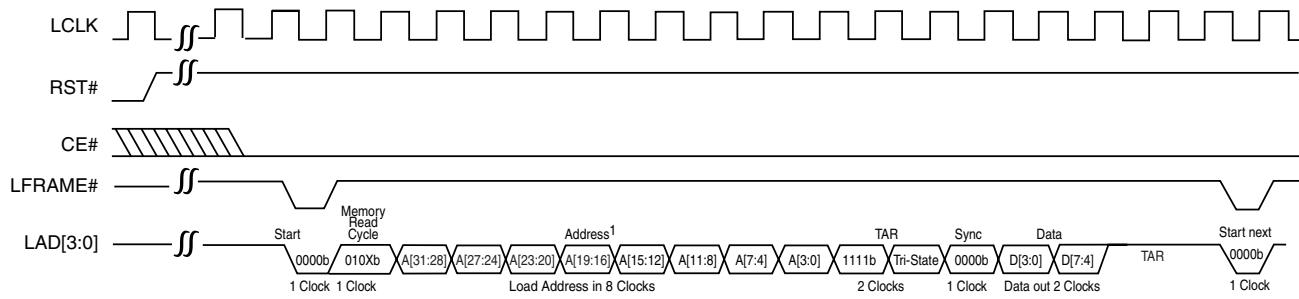 LCLK
RST#
CE#
LFRAME#
Memory
Read
Cycle
LAD[3:0]
Start
Address1
TAR
Sync
Data
Start next
0000b 010Xb A[31:28] A[27:24] A[23:20] A[19:16] A[15:12] A[11:8] A[7:4] A[3:0] 1111b Tri-State 0000b D[3:0] D[7:4] TAR 0000b
1 Clock 1 Clock Load Address in 8 Clocks 2 Clocks 1 Clock Data out 2 Clocks 1 Clock